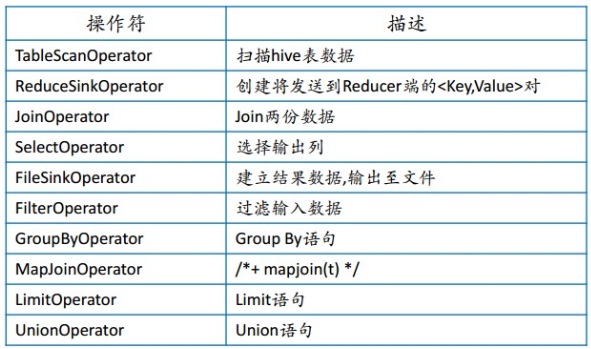 操作符 描述
TableScanOperator 扫描hive表数据
ReduceSinkOperator 创建将发送到Reducer端的<Key,Value>对
JoinOperator Join两份数据
SelectOperator 选择输出列
FileSinkOperator 建立结果数据,输出至文件
FilterOperator 过滤输入数据
GroupByOperator Group By语句
MapJoinOperator /*+ mapjoin(t) */
LimitOperator Limit语句
UnionOperator Union语句